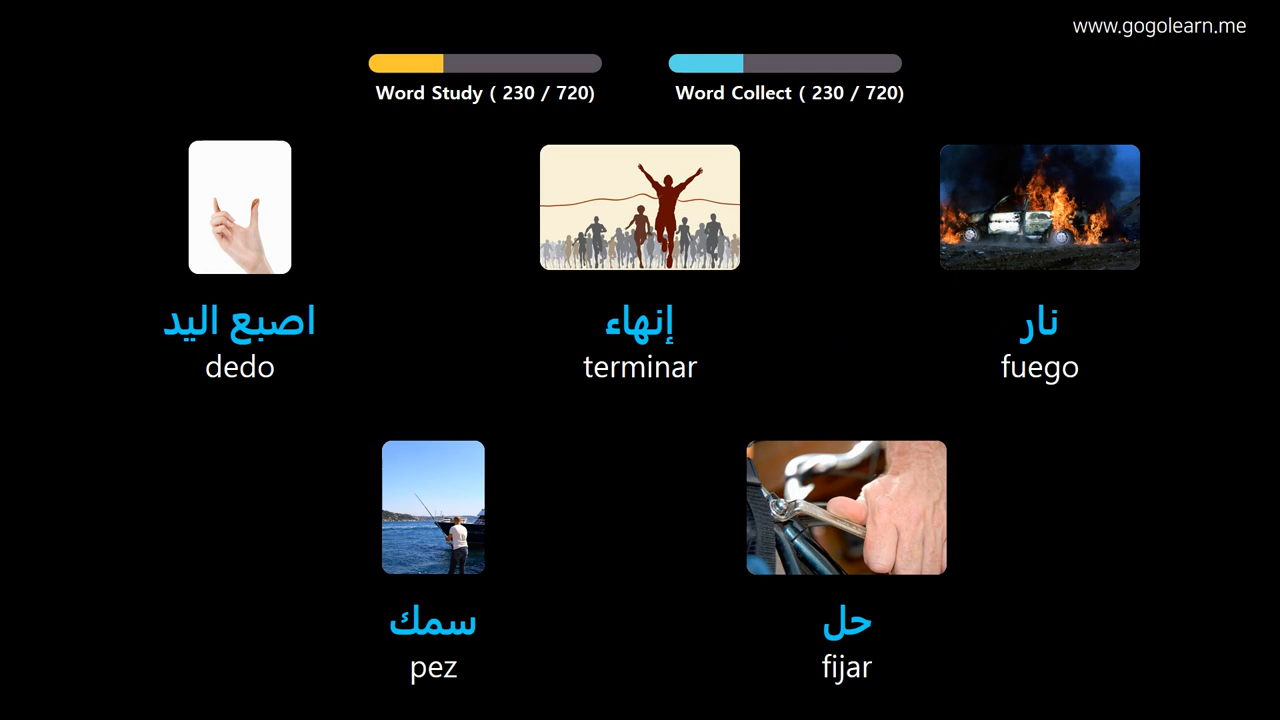 www.gogolearn.me
Word Study ( 230 / 720)
Word Collect ( 230 / 720)
اصبع اليد
dedo
إنهاء
terminar
نار
fuego
سمك
pez
حل
fijar